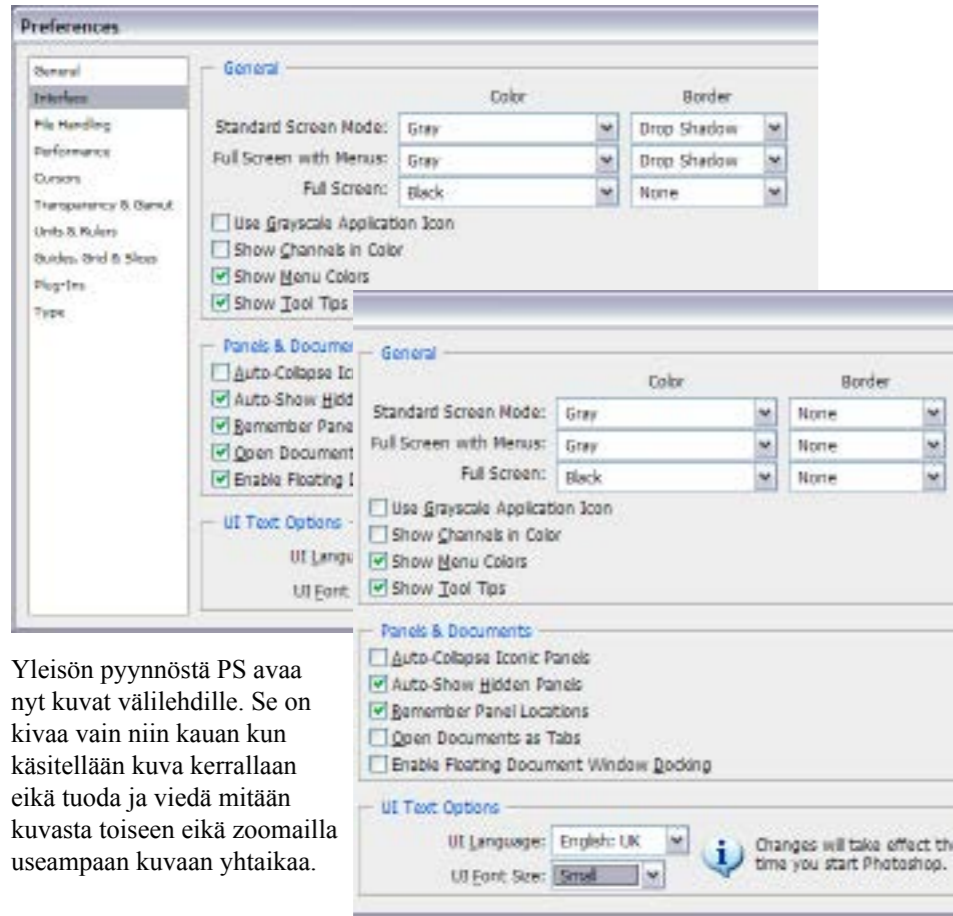 Preferences
General
Interface
File Handling
Performance
Cursors
Transparency & Gamut
Units & Rulers
Guides, Grid & Slices
Plug-Ins
Type
General
Color Border
Standard Screen Mode: Gray Drop Shadow
Full Screen with Menus: Gray Drop Shadow
Full Screen: Black None
Use Grayscale Application Icon
Show Channels in Color
Show Menu Colors
Show Tool Tips
Panels & Docume
Auto-Collapse Ic
Auto-Show Hidd
Remember Pane
Open Document
Enable Floating
UI Text Options
UI Langu
UI Font
General
Color Border
Standard Screen Mode: Gray None
Full Screen with Menus: Gray None
Full Screen: Black None
Use Grayscale Application Icon
Show Channels in Color
Show Menu Colors
Show Tool Tips
Panels & Documents
Auto-Collapse Iconic Panels
Auto-Show Hidden Panels
Remember Panel Locations
Open Documents as Tabs
Enable Floating Document Window Docking
UI Text Options
UI Language: English: UK
UI Font Size: Small
Changes will take effect the
time you start Photoshop.
Yleisön pyynnöstä PS avaa
nyt kuvat välilehdille. Se on
kivaa vain niin kauan kun
käsitellään kuva kerrallaan
eikä tuoda ja viedä mitään
kuvasta toiseen eikä zoomailla
useampaan kuvaan yhtaikaa.